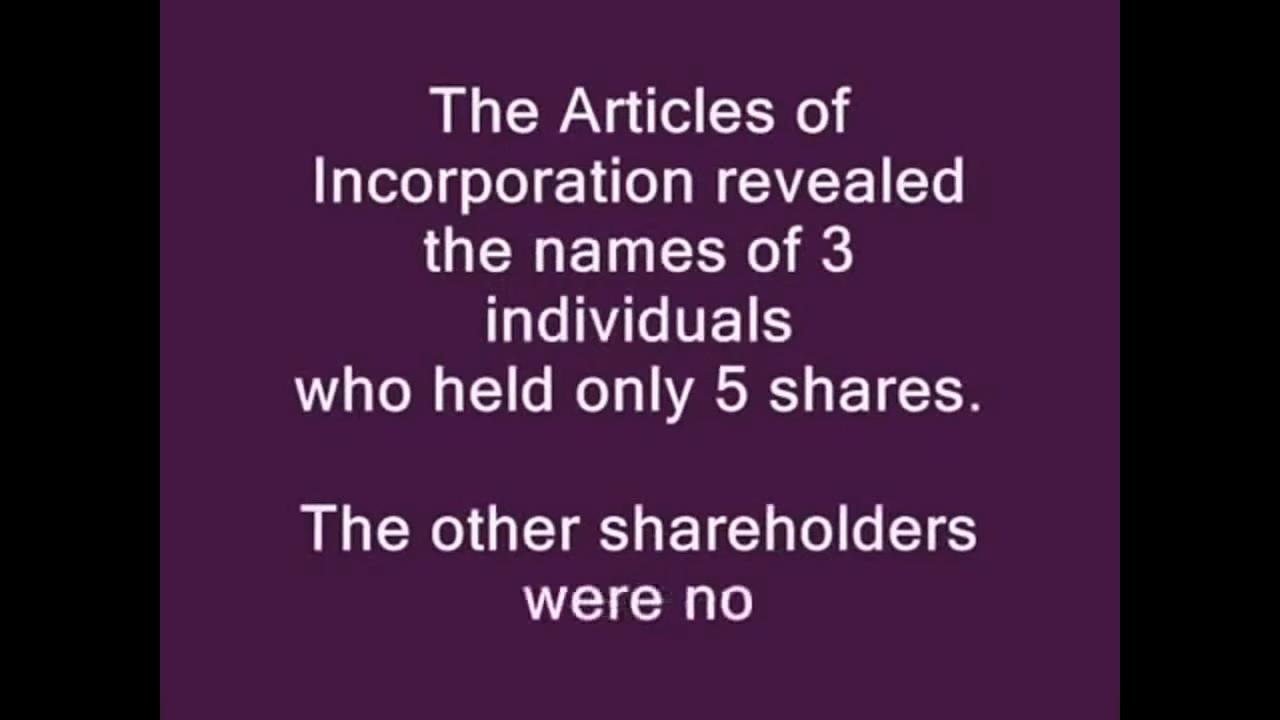 The Articles of
Incorporation revealed
the names of 3
individuals
who held only 5 shares.
The other shareholders
were no